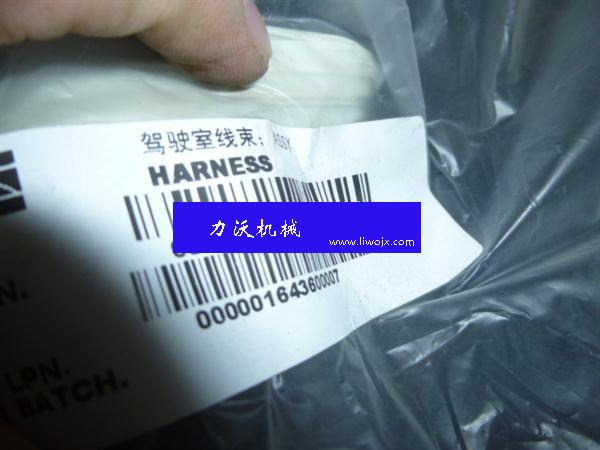 驾驶室线束; ASSY
HARNESS
力沃机械
www.liwojx.com
000001643600007
N.
LPN.
BATCH.